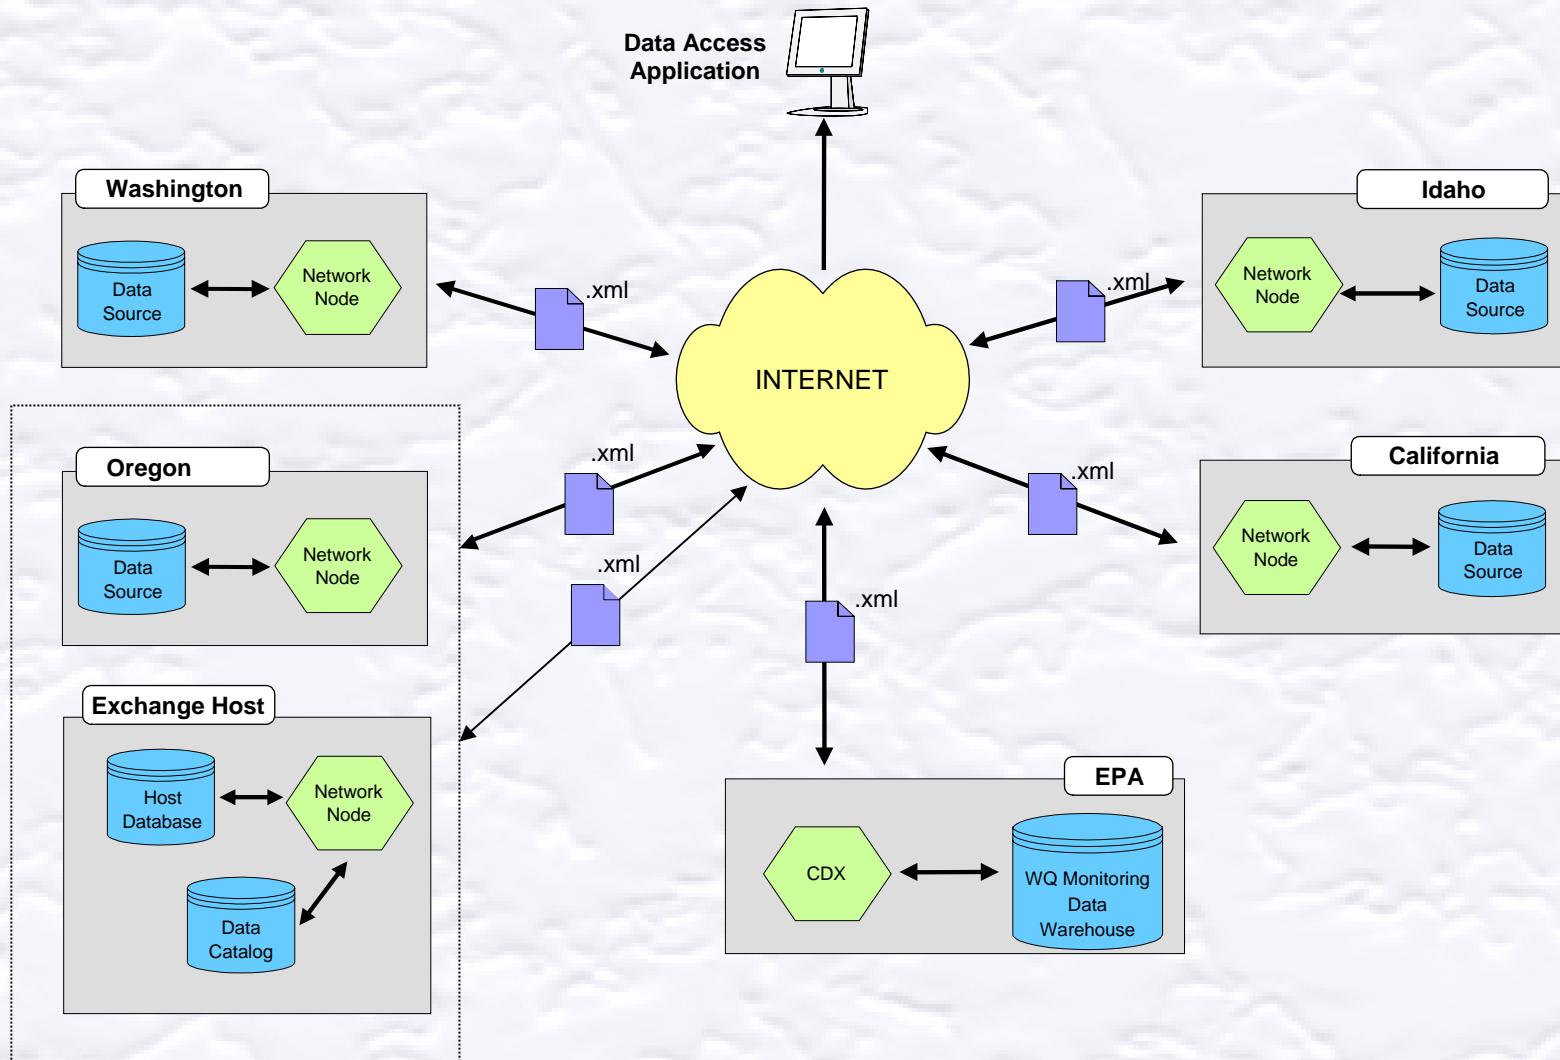 Data Access
Application
Washington
Data
Source
Network
Node
.xml
Idaho
Network
Node
Data
Source
.xml
INTERNET
Oregon
Data
Source
Network
Node
.xml
.xml
California
Network
Node
Data
Source
.xml
Exchange Host
Host
Database
Network
Node
Data
Catalog
.xml
EPA
CDX
WQ Monitoring
Data
Warehouse